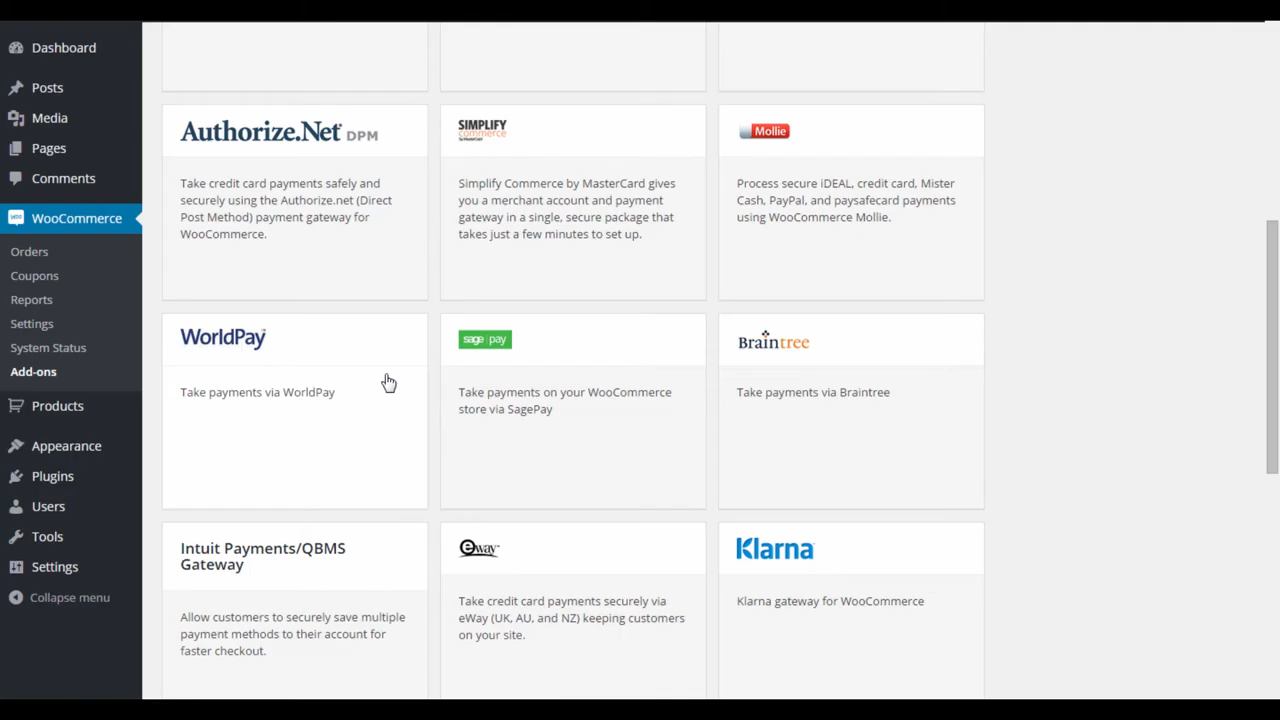 Dashboard
Posts
Media
Pages
Comments
WooCommerce
Orders
Coupons
Reports
Settings
System Status
Add-ons
Products
Appearance
Plugins
Users
Tools
Settings
Collapse menu
Authorize.Net DPM
Take credit card payments safely and
securely using the Authorize.net (Direct
Post Method) payment gateway for
WooCommerce.
SIMPLIFY
commerce
by MasterCard
Simplify Commerce by MasterCard gives
you a merchant account and payment
gateway in a single, secure package that
takes just a few minutes to set up.
Mollie
Process secure iDEAL, credit card, Mister
Cash, PayPal, and paysafecard payments
using WooCommerce Mollie.
WorldPay
Take payments via WorldPay
sage pay
Take payments on your WooCommerce
store via SagePay
Braintree
Take payments via Braintree
Intuit Payments/QBMS
Gateway
Allow customers to securely save multiple
payment methods to their account for
faster checkout.
eway
Take credit card payments securely via
eWay (UK, AU, and NZ) keeping customers
on your site.
Klarna
Klarna gateway for WooCommerce